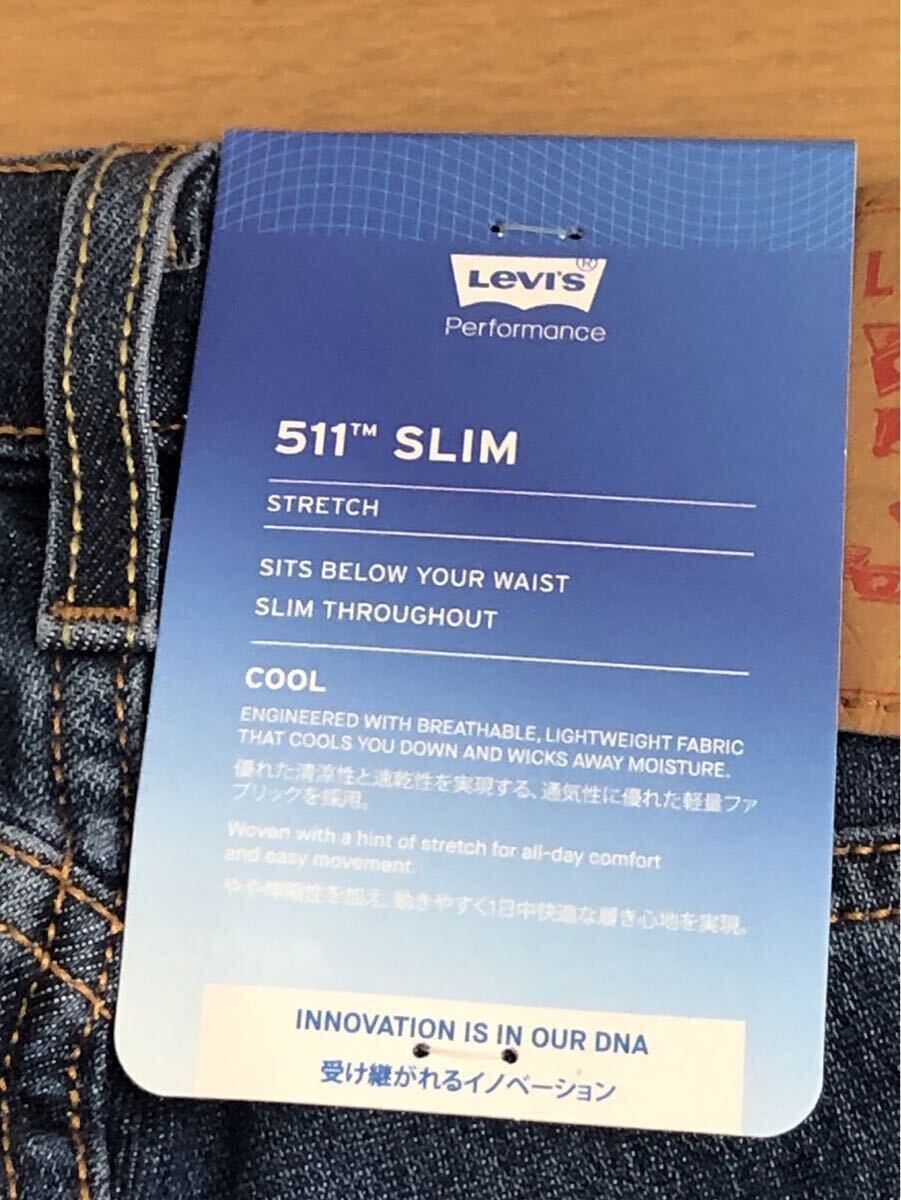 LEVI'S®
Performance
511™ SLIM
STRETCH
SITS BELOW YOUR WAIST
SLIM THROUGHOUT
COOL
ENGINEERED WITH BREATHABLE, LIGHTWEIGHT FABRIC
THAT COOLS YOU DOWN AND WICKS AWAY MOISTURE.
優れた清涼性と速乾性を実現する、通気性に優れた軽量ファ
ブリックを採用。
Woven with a hint of stretch for all-day comfort
and easy movement
やや伸縮性を加え、動きやすく1日中快適な履き心地を実現。
INNOVATION IS IN OUR DNA
受け継がれるイノベーション
L